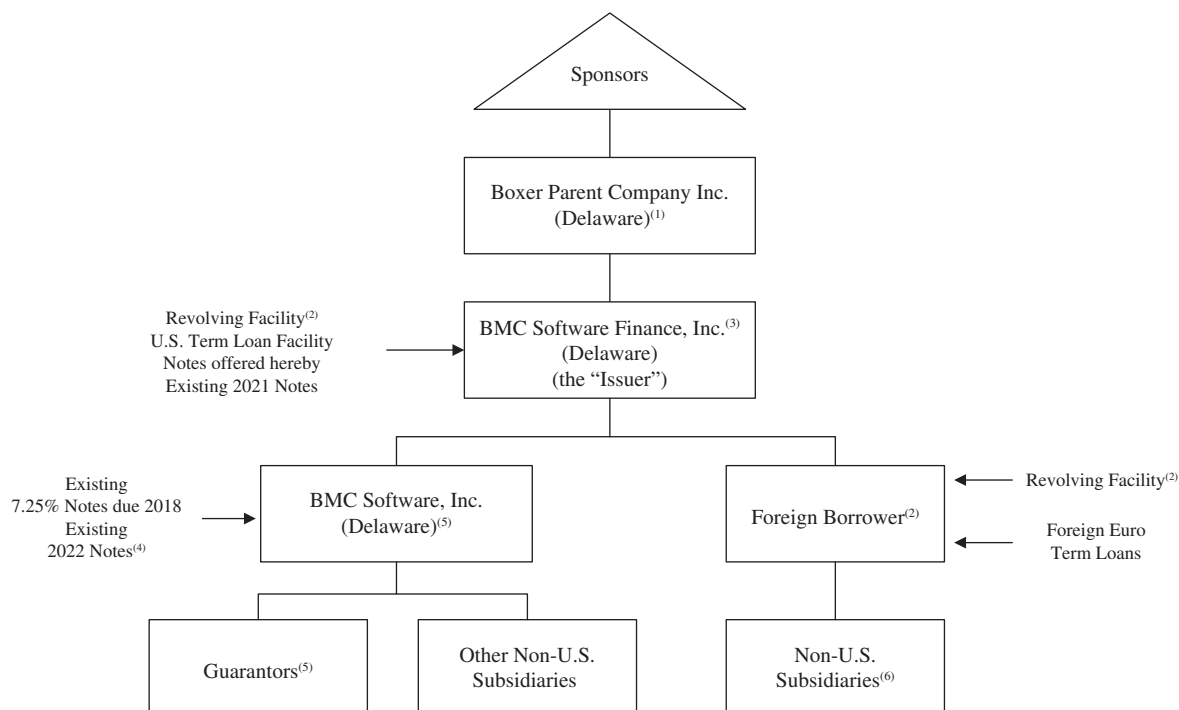 Sponsors
Boxer Parent Company Inc.
(Delaware)(1)
Revolving Facility(2)
U.S. Term Loan Facility
Notes offered hereby
Existing 2021 Notes
BMC Software Finance, Inc.(3)
(Delaware)
(the “Issuer”)
Existing
7.25% Notes due 2018
Existing
2022 Notes(4)
BMC Software, Inc.
(Delaware)(5)
Foreign Borrower(2)
Revolving Facility(2)
Foreign Euro
Term Loans
Guarantors(5)
Other Non-U.S.
Subsidiaries
Non-U.S.
Subsidiaries(6)